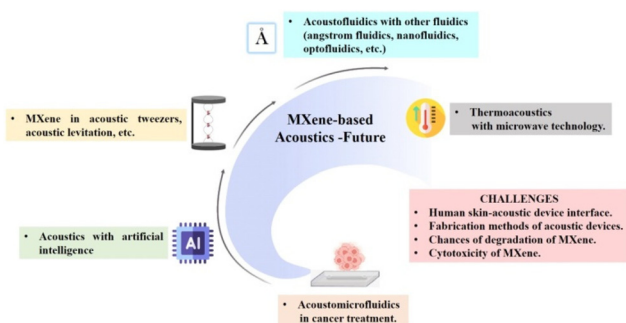 Å
• Acoustofluidics with other fluidics
(angstrom fluidics, nanofluidics,
optofluidics, etc.)
• MXene in acoustic tweezers,
acoustic levitation, etc.
MXene-based
Acoustics -Future
• Thermoacoustics
with microwave technology.
• Acoustics with artificial
intelligence
AI
CHALLENGES
• Human skin-acoustic device interface.
• Fabrication methods of acoustic devices.
• Chances of degradation of MXene.
• Cytotoxicity of MXene.
• Acoustomicrofluidics
in cancer treatment.